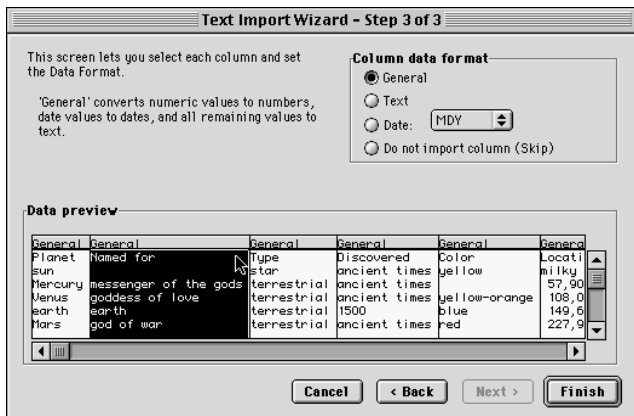 Text Import Wizard – Step 3 of 3
This screen lets you select each column and set
the Data Format.
'General' converts numeric values to numbers,
date values to dates, and all remaining values to
text.
Column data format
General
Text
Date: MDY
Do not import column (Skip)
Data preview
General General General General General Genera
Planet Named for Type Discovered Color Locati
sun star ancient times yellow milky
Mercury messenger of the gods terrestrial ancient times 57,90
Venus goddess of love terrestrial ancient times yellow-orange 108,0
earth earth terrestrial 1500 blue 149,6
Mars god of war terrestrial ancient times red 227,9
Cancel < Back Next > Finish